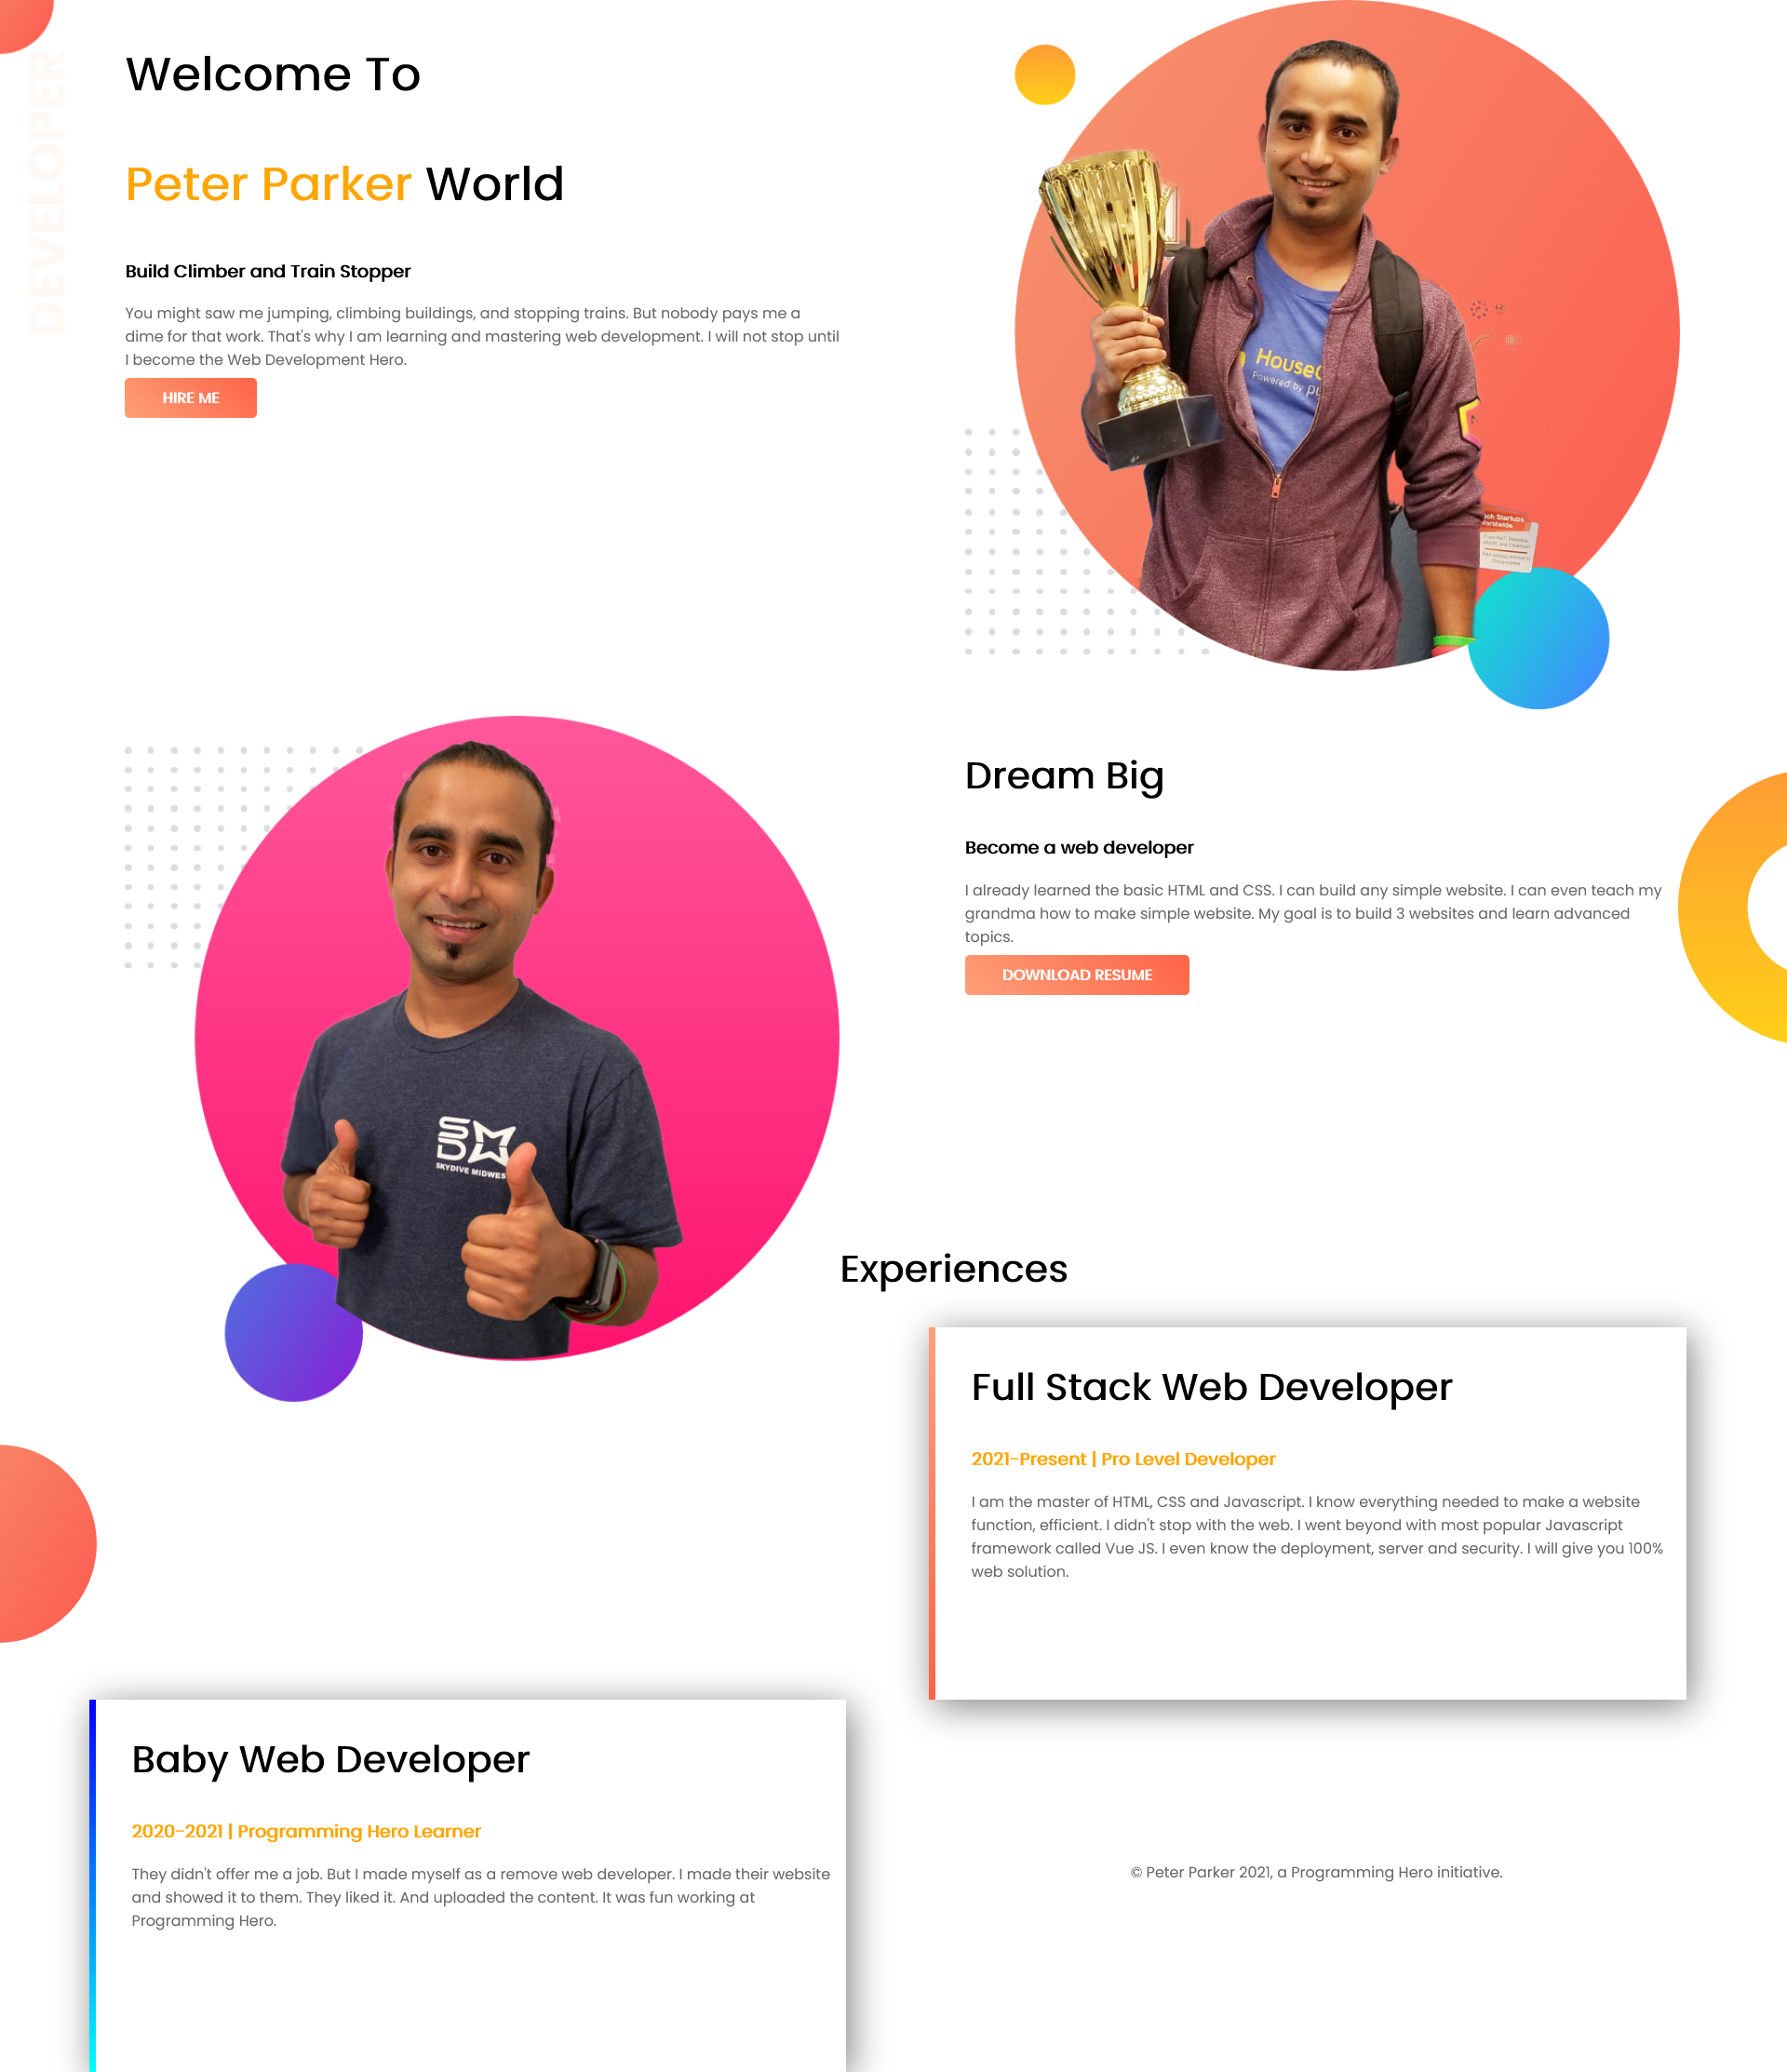 DEVELOPER
Welcome To
Peter Parker World
Build Climber and Train Stopper
You might saw me jumping, climbing buildings, and stopping trains. But nobody pays me a
dime for that work. That's why I am learning and mastering web development. I will not stop until
I become the Web Development Hero.
HIRE ME
Powered by
Worldwide
Dream Big
Become a web developer
I already learned the basic HTML and CSS. I can build any simple website. I can even teach my
grandma how to make simple website. My goal is to build 3 websites and learn advanced
topics.
DOWNLOAD RESUME
SKYDIVE MIDWES
Experiences
Full Stack Web Developer
2021-Present | Pro Level Developer
I am the master of HTML, CSS and Javascript. I know everything needed to make a website
function, efficient. I didn't stop with the web. I went beyond with most popular Javascript
framework called Vue JS. I even know the deployment, server and security. I will give you 100%
web solution.
Baby Web Developer
2020-2021 | Programming Hero Learner
They didn't offer me a job. But I made myself as a remove web developer. I made their website
and showed it to them. They liked it. And uploaded the content. It was fun working at
Programming Hero.
© Peter Parker 2021, a Programming Hero initiative.